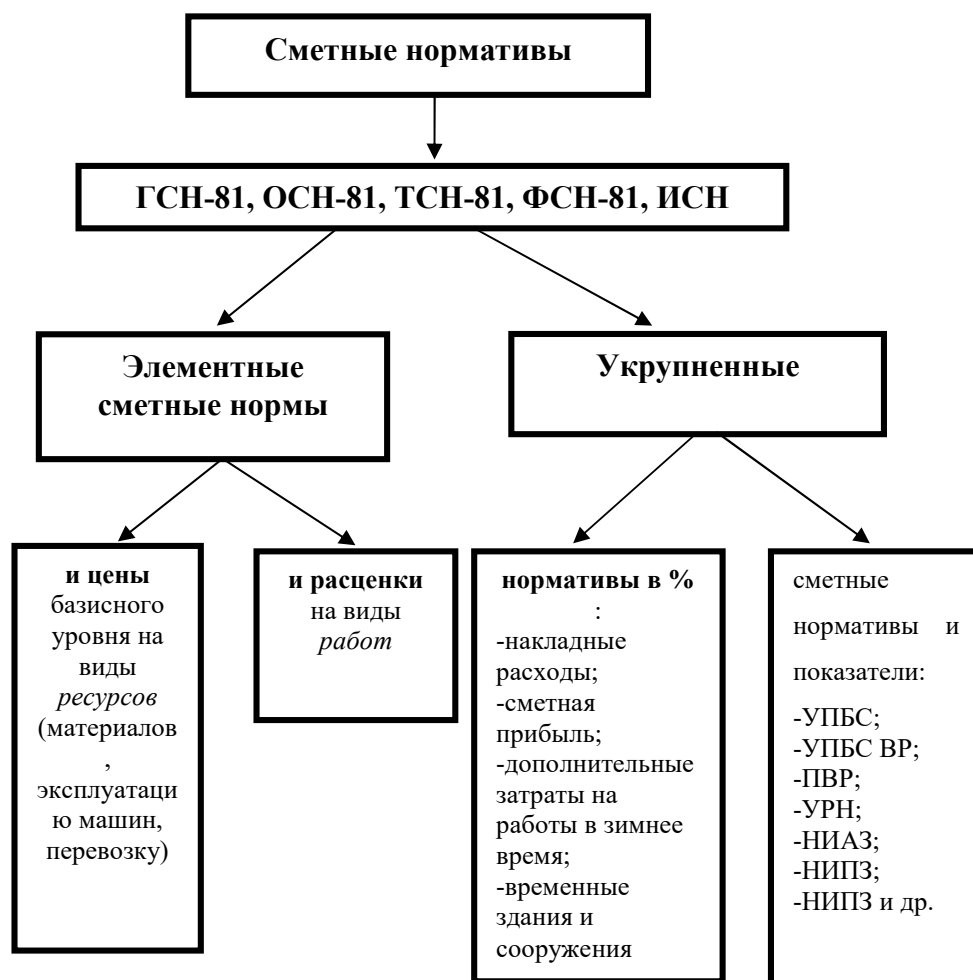 Сметные нормативы
ГСН-81, ОСН-81, ТСН-81, ФСН-81, ИСН
Элементные
сметные нормы
Укрупненные
и цены
базисного
уровня на
виды
ресурсов
(материалов
,
эксплуатаци
ю машин,
перевозку)
и расценки
на виды
работ
нормативы в %
:
-накладные
расходы;
-сметная
прибыль;
-дополнительные
затраты на
работы в зимнее
время;
-временные
здания и
сооружения
сметные
нормативы и
показатели:
-УПБС;
-УПБС ВР;
-ПВР;
-УРН;
-НИАЗ;
-НИПЗ;
-НИПЗ и др.